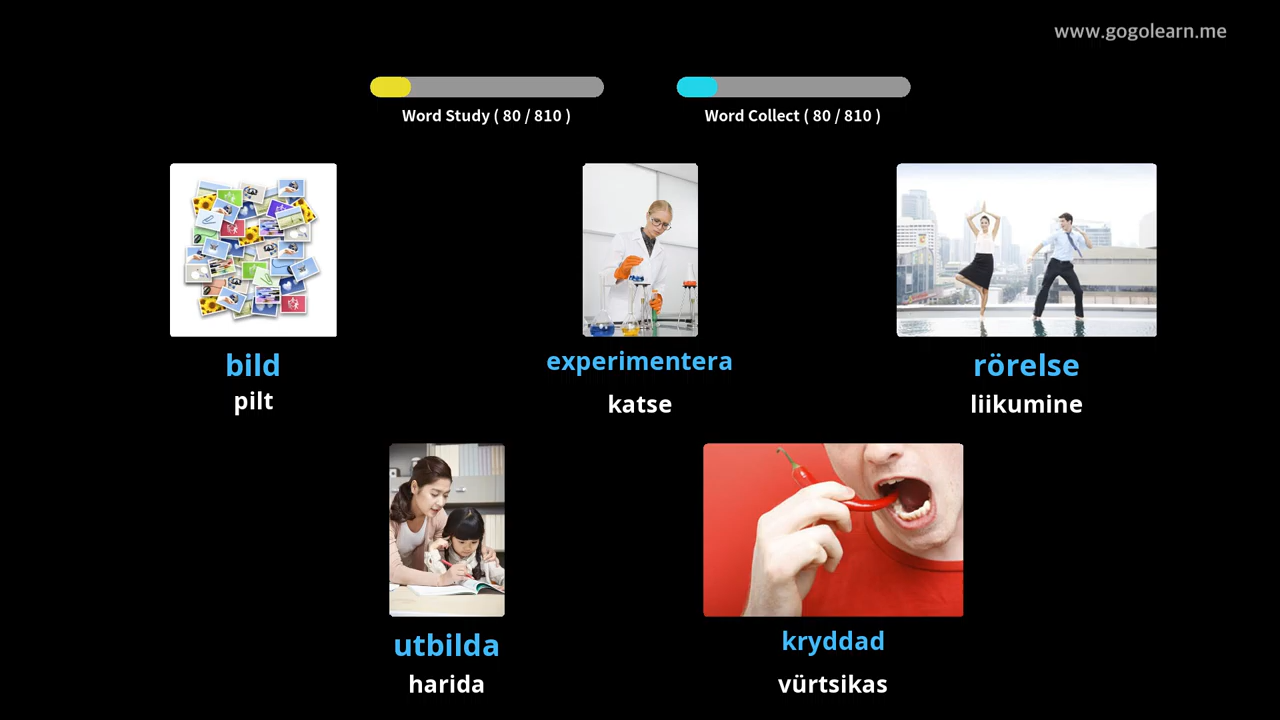 www.gogolearn.me
Word Study ( 80 / 810 )
Word Collect ( 80 / 810 )
bild
pilt
experimentera
katse
rörelse
liikumine
utbilda
harida
kryddad
vürtsikas